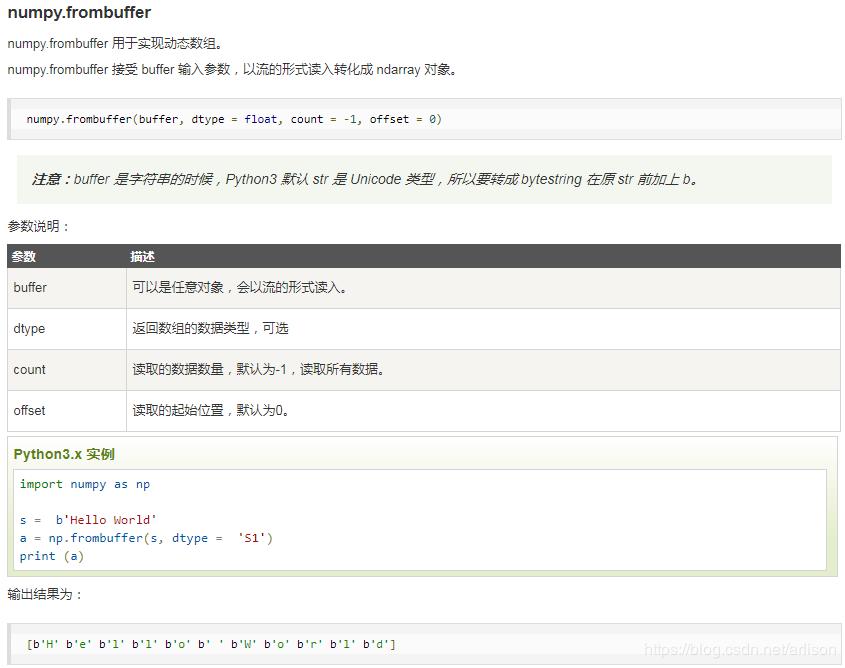 numpy.frombuffer
numpy.frombuffer 用于实现动态数组。
numpy.frombuffer 接受 buffer 输入参数，以流的形式读入转化成 ndarray 对象。
numpy.frombuffer(buffer, dtype = float, count = -1, offset = 0)
注意：buffer 是字符串的时候，Python3 默认 str 是 Unicode 类型，所以要转成 bytestring 在原 str 前加上 b。
参数说明：
参数 描述
buffer 可以是任意对象，会以流的形式读入。
dtype 返回数组的数据类型，可选
count 读取的数据数量，默认为-1，读取所有数据。
offset 读取的起始位置，默认为0。
Python3.x 实例
import numpy as np
s =  b'Hello World'
a = np.frombuffer(s, dtype =  'S1')
print (a)
输出结果为：
[b'H' b'e' b'l' b'l' b'o' b' ' b'W' b'o' b'r' b'l' b'd']
https://blog.csdn.net/arlison